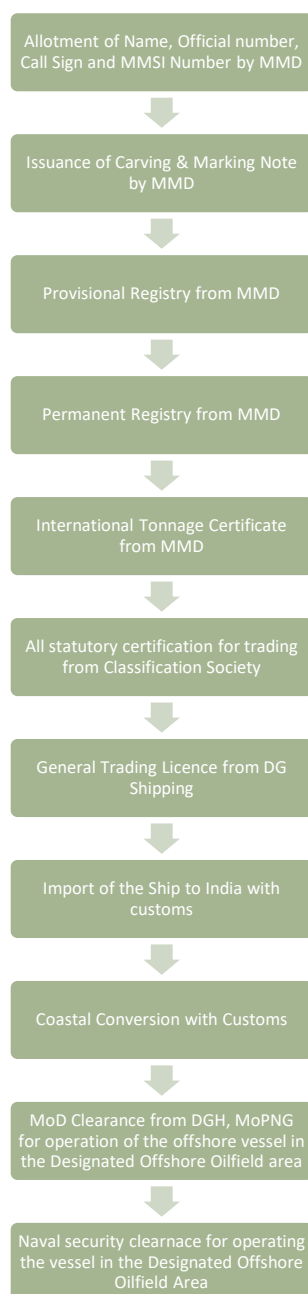 Allotment of Name, Official number,
Call Sign and MMSI Number by MMD
Issuance of Carving & Marking Note
by MMD
Provisional Registry from MMD
Permanent Registry from MMD
International Tonnage Certificate
from MMD
All statutory certification for trading
from Classification Society
General Trading Licence from DG
Shipping
Import of the Ship to India with
customs
Coastal Conversion with Customs
MoD Clearance from DGH, MoPNG
for operation of the offshore vessel in
the Designated Offshore Oilfield area
Naval security clearnace for operating
the vessel in the Designated Offshore
Oilfield Area